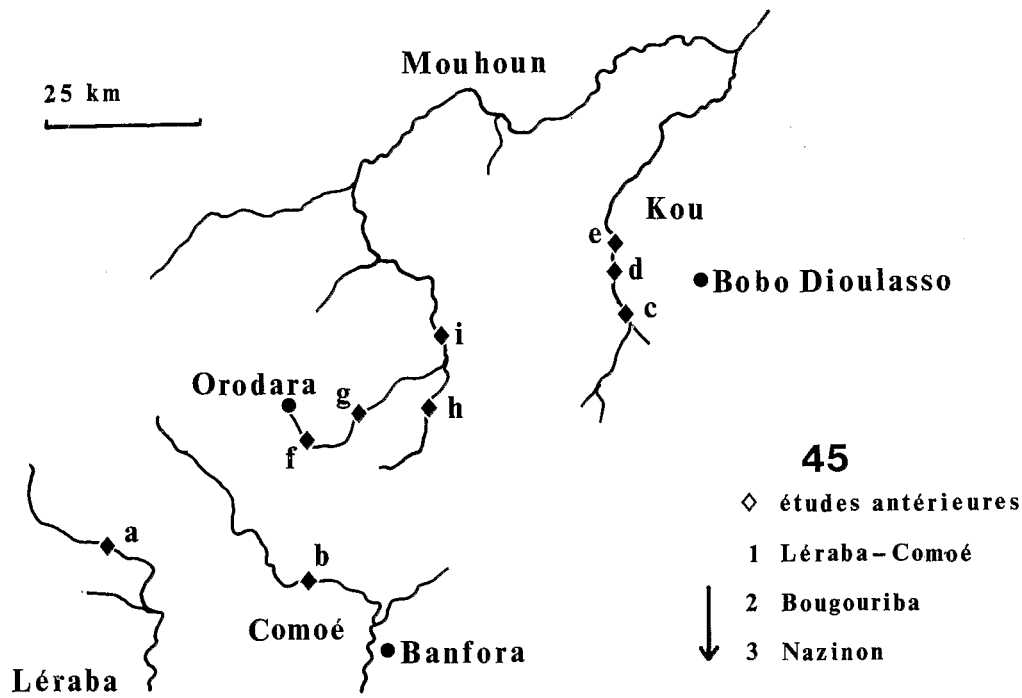 Mouhoun
25 km
Kou
e
d
Bobo Dioulasso
c
i
Orodara
g
h
f
45
études antérieures
a
1 Léraba-Comoé
b
2 Bougouriba
Comoé
3 Nazinon
Banfora
Léraba